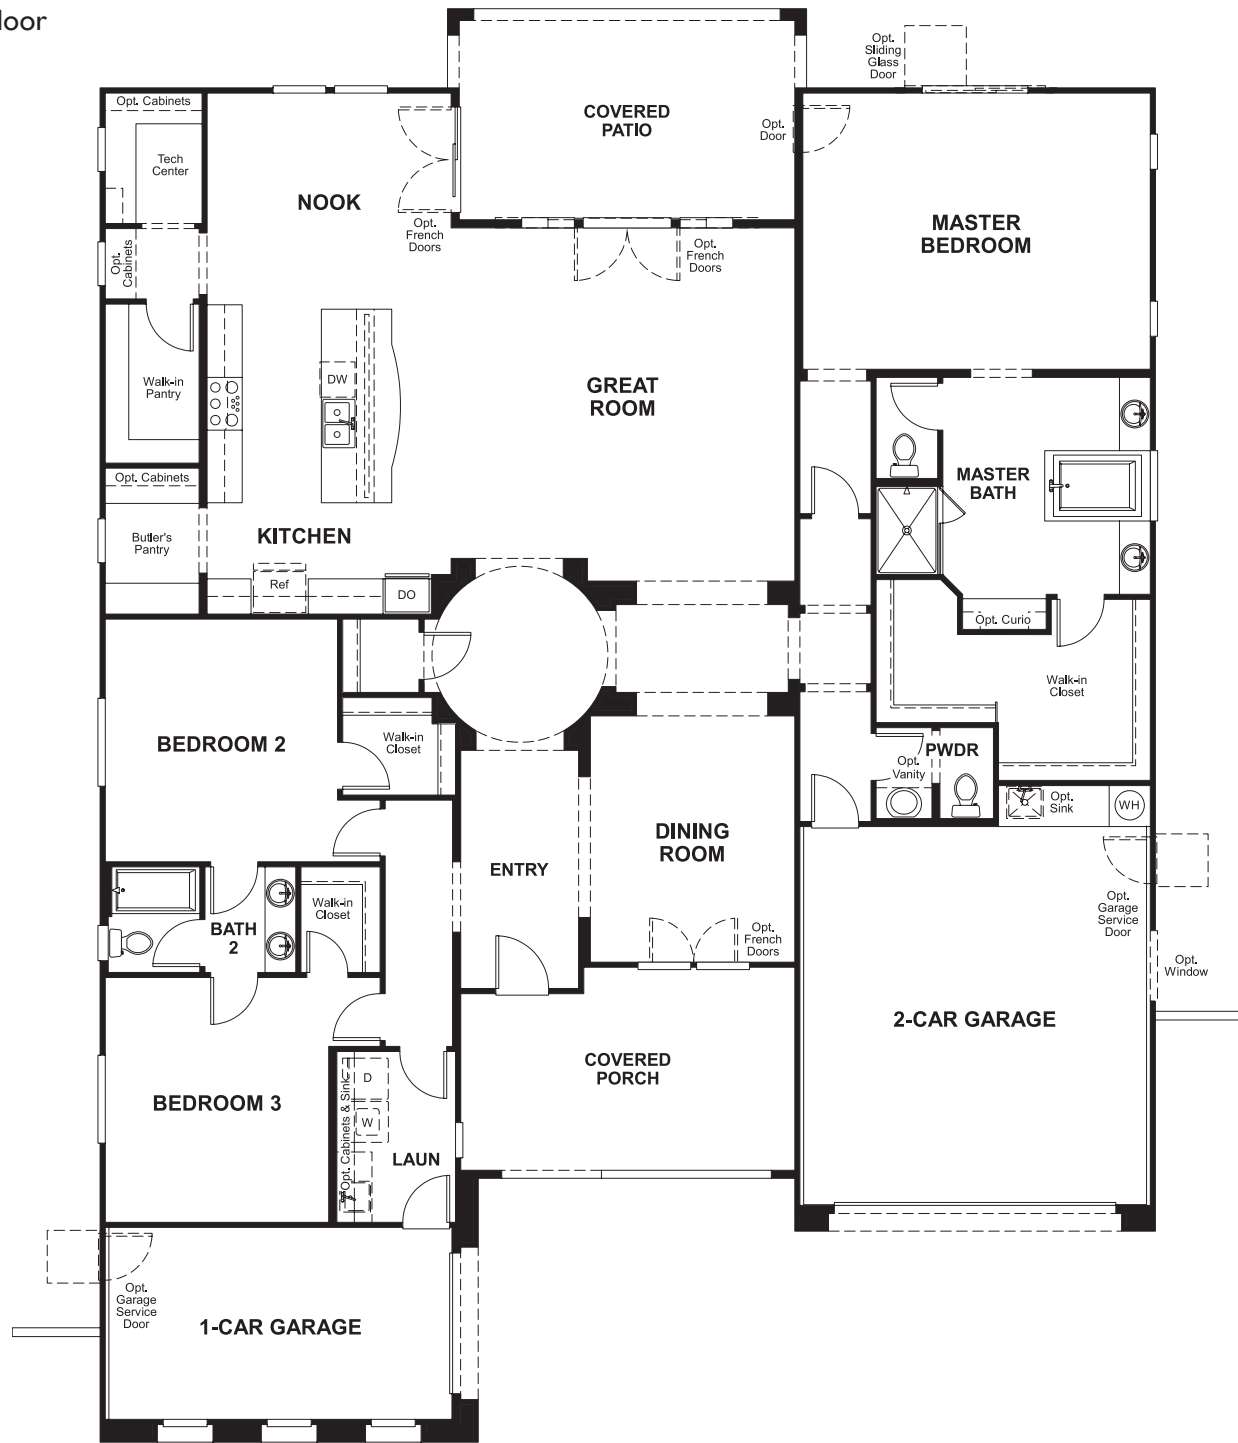 loor
Opt.
Sliding
Glass
Door
Opt. Cabinets
COVERED
PATIO
Opt.
Door
Tech
Center
NOOK
Opt.
French
Doors
MASTER
BEDROOM
Opt.
Cabinets
Opt.
French
Doors
DW
Walk-in
Pantry
GREAT
ROOM
Opt. Cabinets
MASTER
BATH
Butler's
Pantry
KITCHEN
Ref
DO
Opt. Curio
Walk-in
Closet
BEDROOM 2
Walk-in
Closet
PWDR
Opt.
Vanity
Opt.
Sink
WH
DINING
ROOM
ENTRY
Walk-in
Closet
BATH
2
Opt.
French
Doors
Opt.
Garage
Service
Door
Opt.
Window
2-CAR GARAGE
COVERED
PORCH
BEDROOM 3
D
W
Opt. Cabinets & Sink
LAUN
Opt.
Garage
Service
Door
1-CAR GARAGE